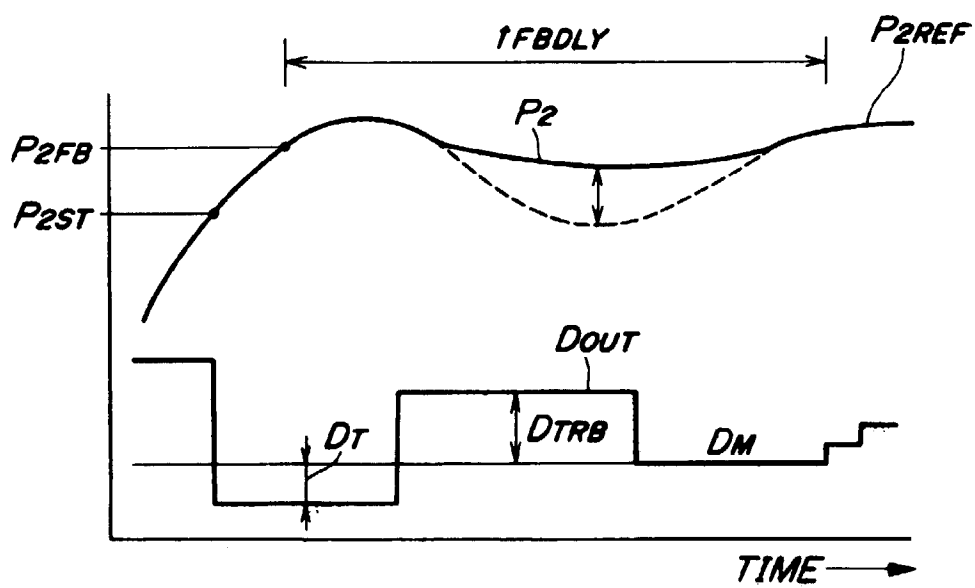 tFBDLY
P2REF
P2
P2FB
P2ST
DOUT
DT
DTRB
DM
TIME